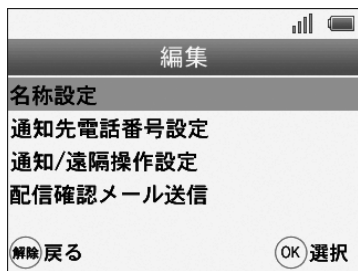 編集
名称設定
通知先電話番号設定
通知/遠隔操作設定
配信確認メール送信
解除 戻る OK 選択